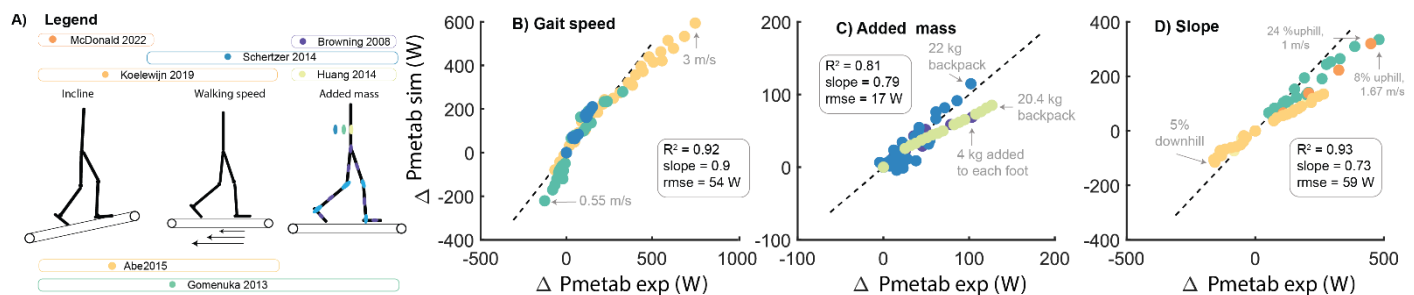 A) Legend
McDonald 2022
Browning 2008
Schertzer 2014
Koelewijn 2019
Huang 2014
Incline
Walking speed
Added mass
Abe2015
Gomenuka 2013
B) Gait speed
Δ Pmetab sim (W)
600
400
200
0
-200
-400
-500
0
500
1000
Δ Pmetab exp (W)
3 m/s
0.55 m/s
R² = 0.92
slope = 0.9
rmse = 54 W
C) Added mass
200
100
0
-100
-100
0
100
200
Δ Pmetab exp (W)
R² = 0.81
slope = 0.79
rmse = 17 W
22 kg
backpack
20.4 kg
backpack
4 kg added
to each foot
D) Slope
600
400
200
0
-200
-400
-500
0
500
Δ Pmetab exp (W)
24 %uphill,
1 m/s
8% uphill,
1.67 m/s
5%
downhill
R² = 0.93
slope = 0.73
rmse = 59 W